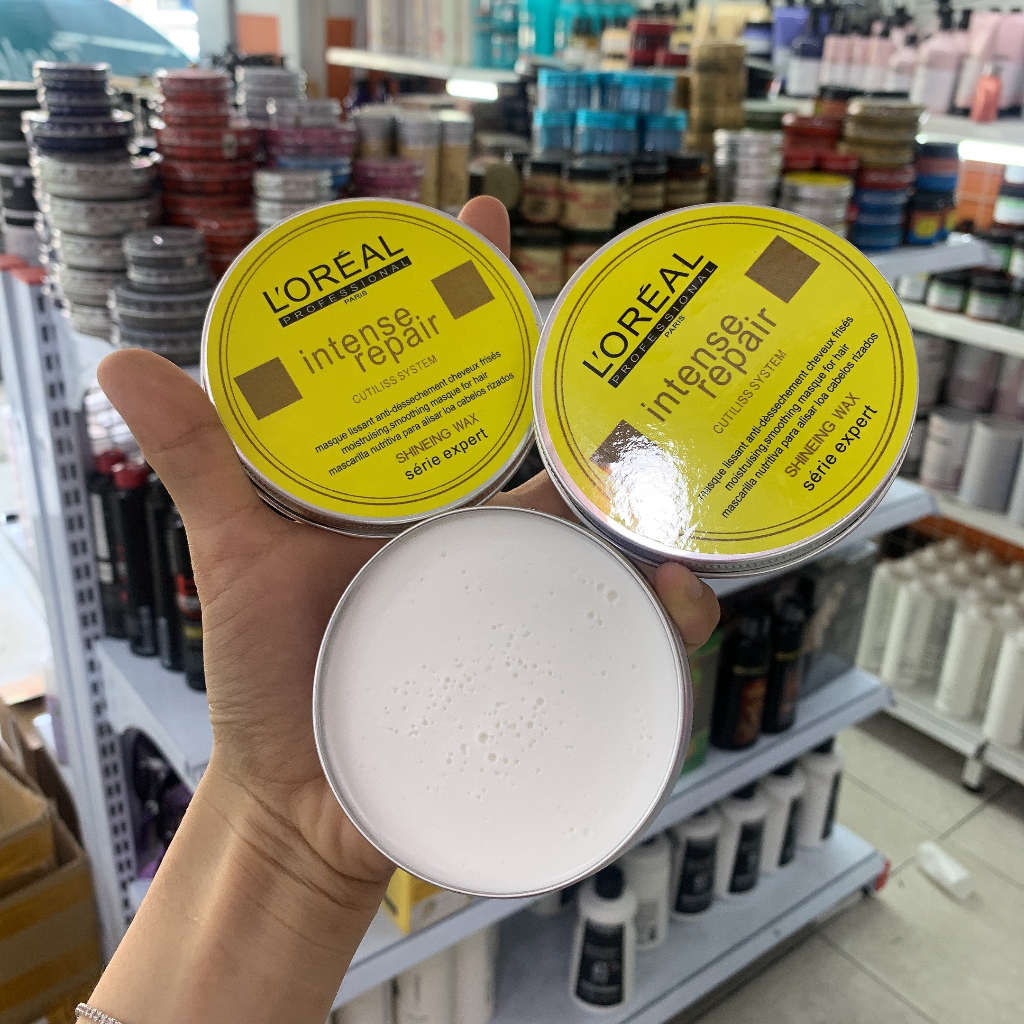 L'ORÉAL
PROFESSIONAL
PARIS
intense
repair
CUTILISS SYSTEM
masque lissant anti-déssechement cheveux frisés
moistruising,smoothing masque for hair
mascarilla nutritiva para alisar loa cabelos rizados
SHINEING WAX
série expert
L'ORÉAL
PROFESSIONAL
PARIS
intense
repair
CUTILISS SYSTEM
masque lissant anti-déssechement cheveux frisés
moistruising,smoothing masque for hair
mascarilla nutritiva para alisar loa cabelos rizados
SHINEING WAX
série expert